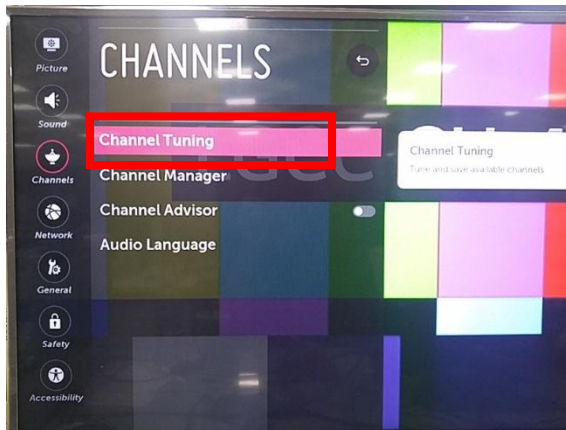 Picture
Sound
Channels
Network
General
Safety
Accessibility
CHANNELS
Channel Tuning
Channel Manager
Channel Advisor
Audio Language
Channel Tuning
Tune and save available channels